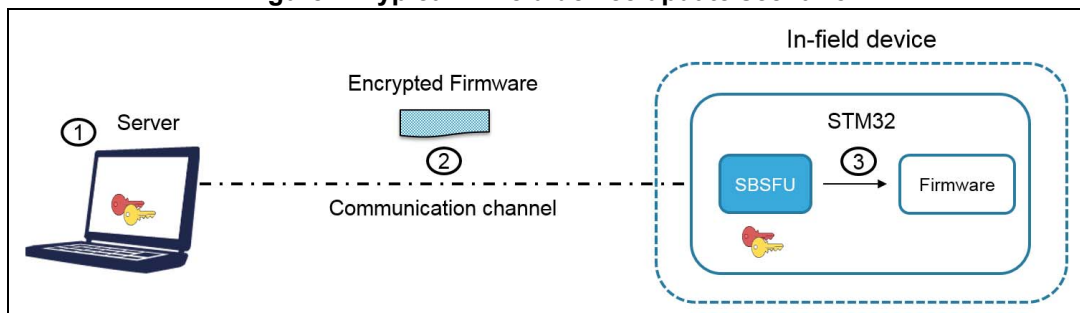 In-field device
Encrypted Firmware
1 Server
STM32
2
3
SBSFU
Firmware
Communication channel